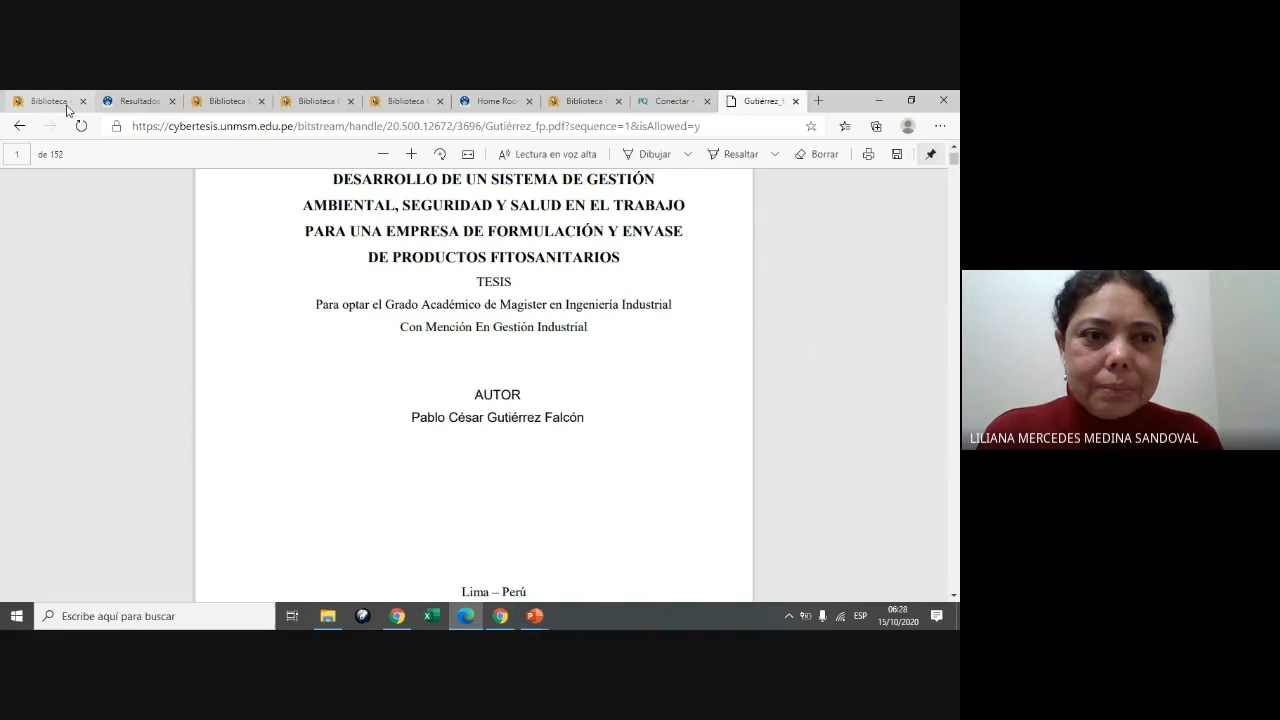 Biblioteca
Resultados
Biblioteca
Biblioteca
Biblioteca
Home Roo
Biblioteca
PQ Conectar -
Gutiérrez_
https://cybertesis.unmsm.edu.pe/bitstream/handle/20.500.12672/3696/Gutiérrez_fp.pdf?sequence=1&isAllowed=y
1 de 152
Lectura en voz alta
Dibujar
Resaltar
Borrar
DESARROLLO DE UN SISTEMA DE GESTIÓN
AMBIENTAL, SEGURIDAD Y SALUD EN EL TRABAJO
PARA UNA EMPRESA DE FORMULACIÓN Y ENVASE
DE PRODUCTOS FITOSANITARIOS
TESIS
Para optar el Grado Académico de Magister en Ingeniería Industrial
Con Mención En Gestión Industrial
AUTOR
Pablo César Gutiérrez Falcón
Lima – Perú
LILIANA MERCEDES MEDINA SANDOVAL
Escribe aquí para buscar
ESP
06:28
15/10/2020